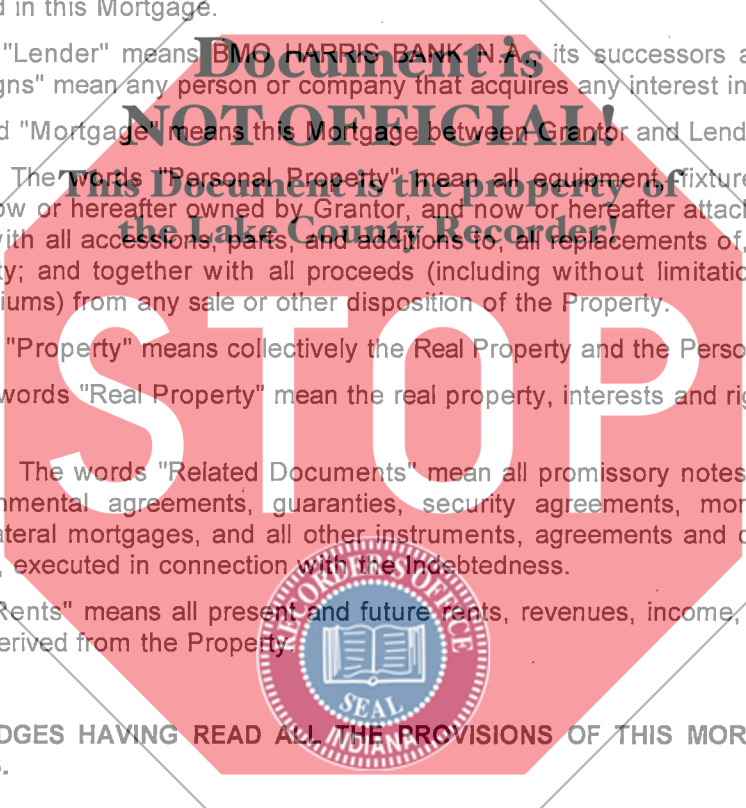 d in this Mortgage.
"Lender" means BMO HARRIS BANK N.A., its successors a
gns" mean any person or company that acquires any interest in
d "Mortgage" means this Mortgage between Grantor and Lend
The words "Personal Property" mean all equipment, fixture
ow or hereafter owned by Grantor, and now or hereafter attach
with all accessions, parts, and additions to, all replacements of,
ty; and together with all proceeds (including without limitatio
iums) from any sale or other disposition of the Property.
"Property" means collectively the Real Property and the Perso
words "Real Property" mean the real property, interests and rig
The words "Related Documents" mean all promissory notes
nmental agreements, guaranties, security agreements, mor
ateral mortgages, and all other instruments, agreements and d
, executed in connection with the Indebtedness.
Rents" means all present and future rents, revenues, income,
erived from the Property.
DGES HAVING READ ALL THE PROVISIONS OF THIS MOR
S.
Document is
NOT OFFICIAL!
This Document is the property of
the Lake County Recorder!
STOP
RECORDER'S OFFICE
SEAL
INDIANA